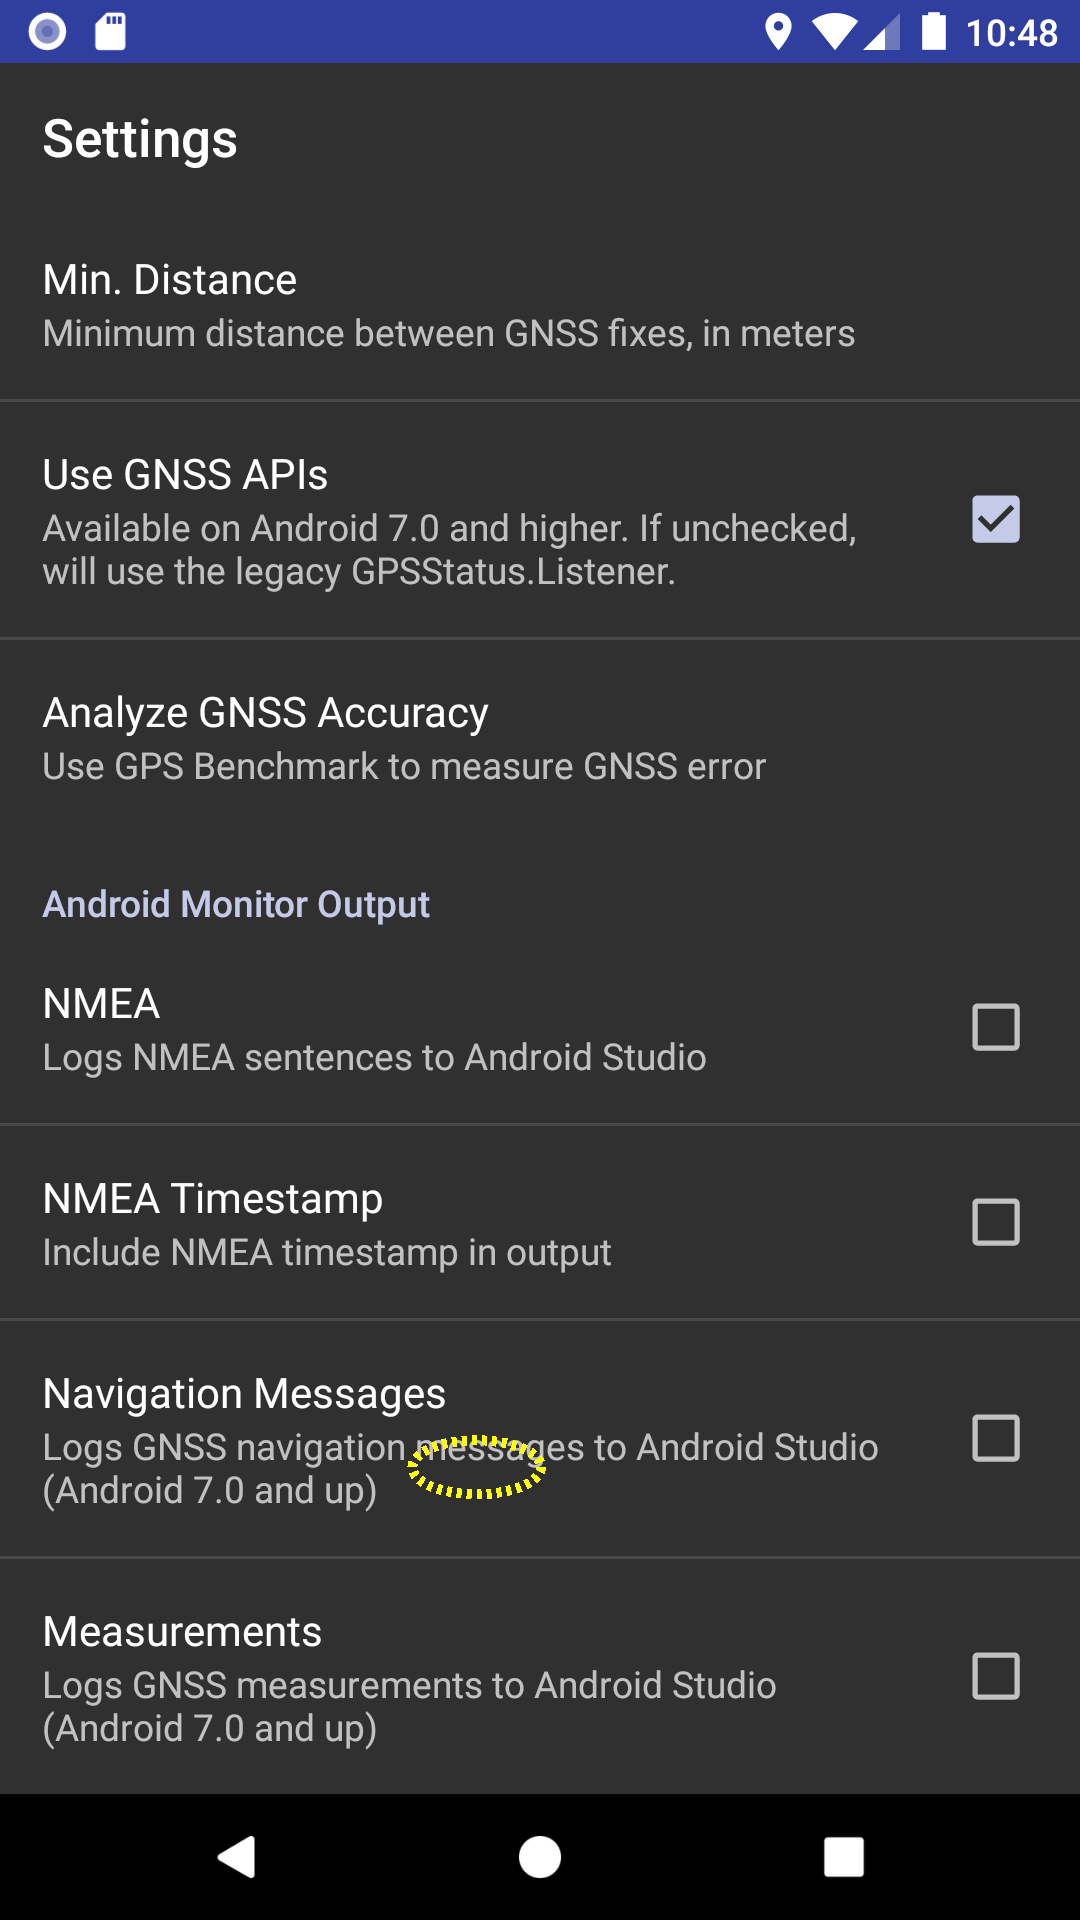 10:48
Settings
Min. Distance
Minimum distance between GNSS fixes, in meters
Use GNSS APIs
Available on Android 7.0 and higher. If unchecked,
will use the legacy GPSStatus.Listener.
Analyze GNSS Accuracy
Use GPS Benchmark to measure GNSS error
Android Monitor Output
NMEA
Logs NMEA sentences to Android Studio
NMEA Timestamp
Include NMEA timestamp in output
Navigation Messages
Logs GNSS navigation messages to Android Studio
(Android 7.0 and up)
Measurements
Logs GNSS measurements to Android Studio
(Android 7.0 and up)